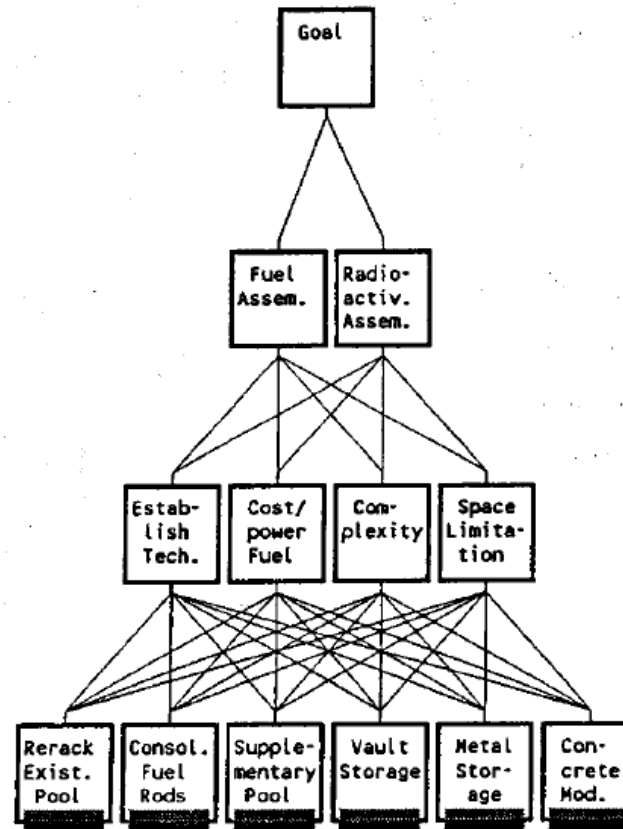 Goal
Fuel
Assem.
Radio-
activ.
Assem.
Estab-
lish
Tech.
Cost/
power
Fuel
Com-
plexity
Space
Limita-
tion
Rerack
Exist.
Pool
Consol.
Fuel
Rods
Supple-
mentary
Pool
Vault
Storage
Metal
Stor-
age
Con-
crete
Mod.